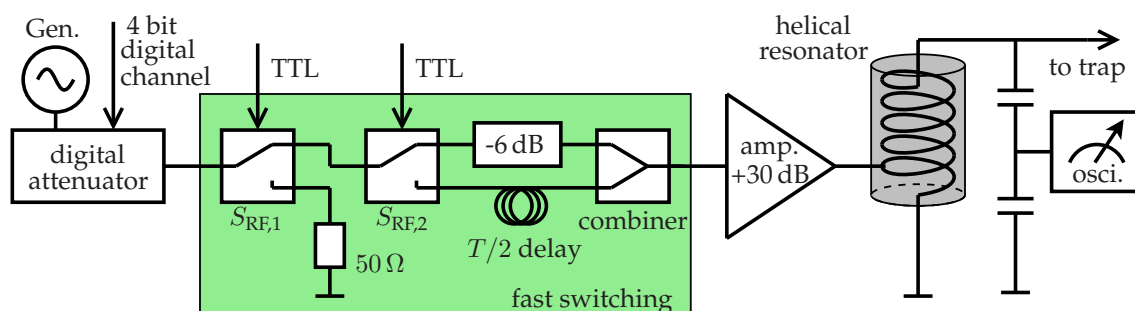 Gen.
4 bit
digital
channel
TTL
TTL
helical
resonator
to trap
digital
attenuator
-6 dB
amp.
+30 dB
osci.
S_RF,1
S_RF,2
combiner
50 Ω
T/2 delay
fast switching